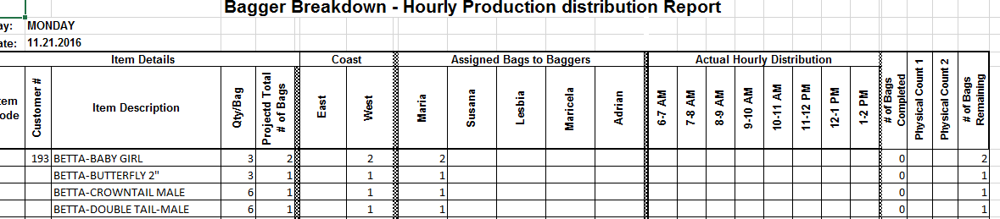 Bagger Breakdown - Hourly Production distribution Report
ay: MONDAY
ate: 11.21.2016
Item Details Coast Assigned Bags to Baggers Actual Hourly Distribution
em ode Customer # Item Description Qty/Bag Projectd Total # of Bags East West Maria Susana Lesbia Maricela Adrian 6-7 AM 7-8 AM 8-9 AM 9-10 AM 10-11 AM 11-12 PM 12-1 PM 1-2 PM # of Bags Completed Physical Count 1 Physical Count 2 # of Bags Remaining
193 BETTA-BABY GIRL 3 2 2 2 0 2
BETTA-BUTTERFLY 2" 3 1 1 1 0 1
BETTA-CROWNTAIL MALE 6 1 1 1 0 1
BETTA-DOUBLE TAIL-MALE 6 1 1 1 0 1